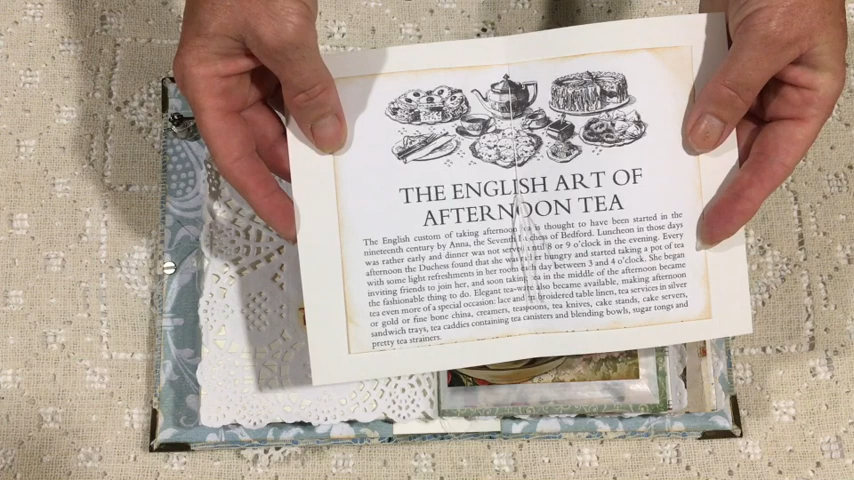 THE ENGLISH ART OF
AFTERNOON TEA
The English custom of taking afternoon thought to have been started in the
nineteenth century by Anna, the Seventh Duchess of Bedford. Luncheon in those days
was rather early and dinner was not served until 8 or 9 o'clock in the evening. Every
afternoon the Duchess found that she was rather hungry and started taking a pot of tea
with some light refreshments in her room each day between 3 and 4 o'clock. She began
inviting friends to join her, and soon taking tea in the middle of the afternoon became
the fashionable thing to do. Elegant tea-ware also became available, making afternoon
tea even more of a special occasion: lace and embroidered table linen, tea services in silver
or gold or fine bone china, creamers, teaspoons, tea knives, cake stands, cake servers,
sandwich trays, tea caddies containing tea canisters and blending bowls, sugar tongs and
pretty tea strainers.